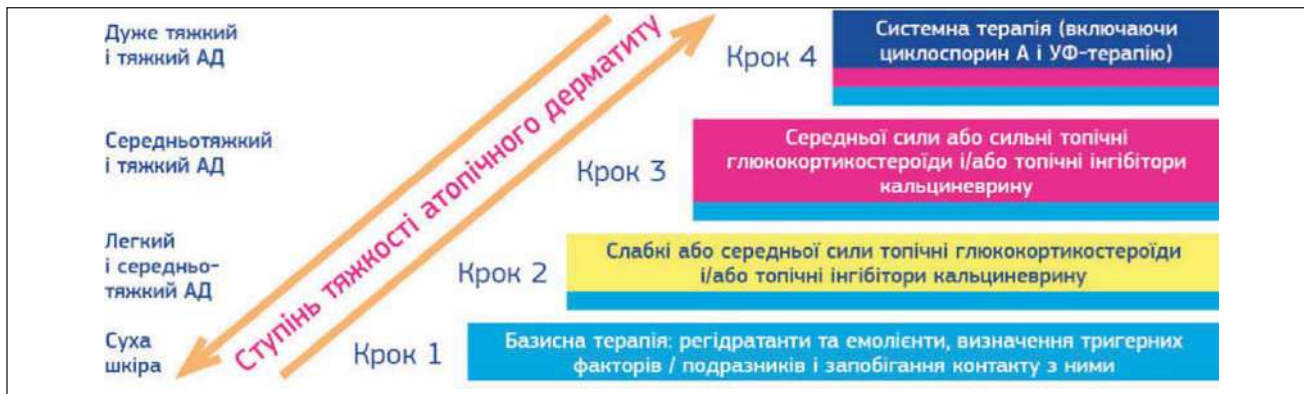 Дуже тяжкий
і тяжкий АД
Крок 4
Системна терапія (включаючи
циклоспорин А і УФ-терапію)
Середньотяжкий
і тяжкий АД
Крок 3
Середньої сили або сильні топічні
глюкокортикостероїди і/або топічні інгібітори
кальциневрину
Ступінь тяжкості атопічного дерматиту
Легкий
і середньо-
тяжкий АД
Крок 2
Слабкі або середньої сили топічні глюкокортикостероїди
і/або топічні інгібітори кальциневрину
Суха
шкіра
Крок 1
Базисна терапія: регідратанти та емолієнти, визначення тригерних
факторів / подразників і запобігання контакту з ними